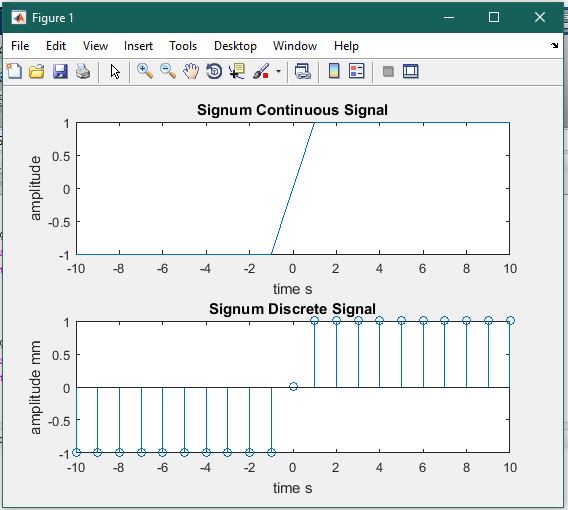 Figure 1
File Edit View Insert Tools Desktop Window Help
Signum Continuous Signal
1
0.5
0
-0.5
-1
amplitude
-10 -8 -6 -4 -2 0 2 4 6 8 10
time s
Signum Discrete Signal
1
0.5
0
-0.5
-1
amplitude mm
-10 -8 -6 -4 -2 0 2 4 6 8 10
time s